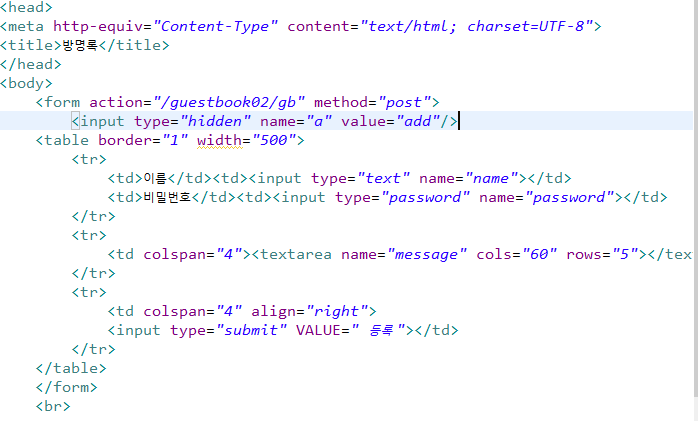 <head>
<meta http-equiv="Content-Type" content="text/html; charset=UTF-8">
<title>방명록</title>
</head>
<body>
<form action="/guestbook02/gb" method="post">
<input type="hidden" name="a" value="add"/>
<table border="1" width="500">
<tr>
<td>이름</td><td><input type="text" name="name"></td>
<td>비밀번호</td><td><input type="password" name="password"></td>
</tr>
<tr>
<td colspan="4"><textarea name="message" cols="60" rows="5"></tex
</tr>
<tr>
<td colspan="4" align="right">
<input type="submit" VALUE=" 등록 "></td>
</tr>
</table>
</form>
<br>